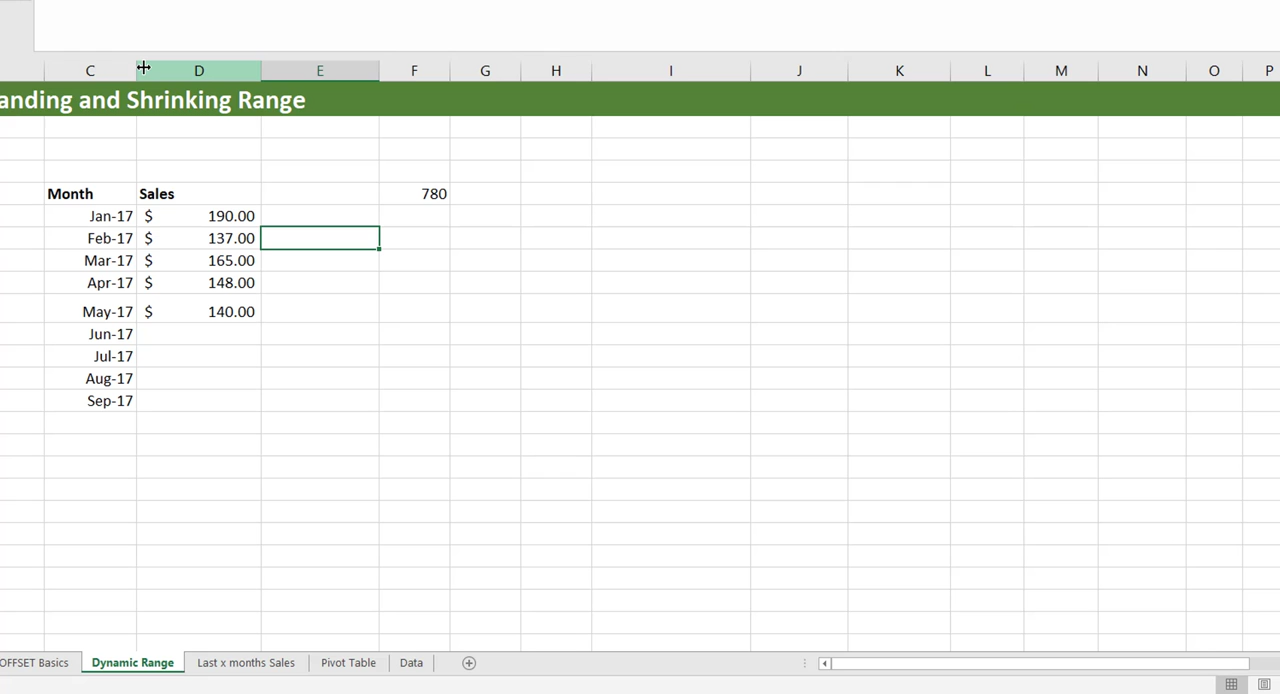 C D E F G H I J K L M N O P
anding and Shrinking Range
Month Sales 780
Jan-17 $ 190.00
Feb-17 $ 137.00
Mar-17 $ 165.00
Apr-17 $ 148.00
May-17 $ 140.00
Jun-17
Jul-17
Aug-17
Sep-17
OFFSET Basics Dynamic Range Last x months Sales Pivot Table Data